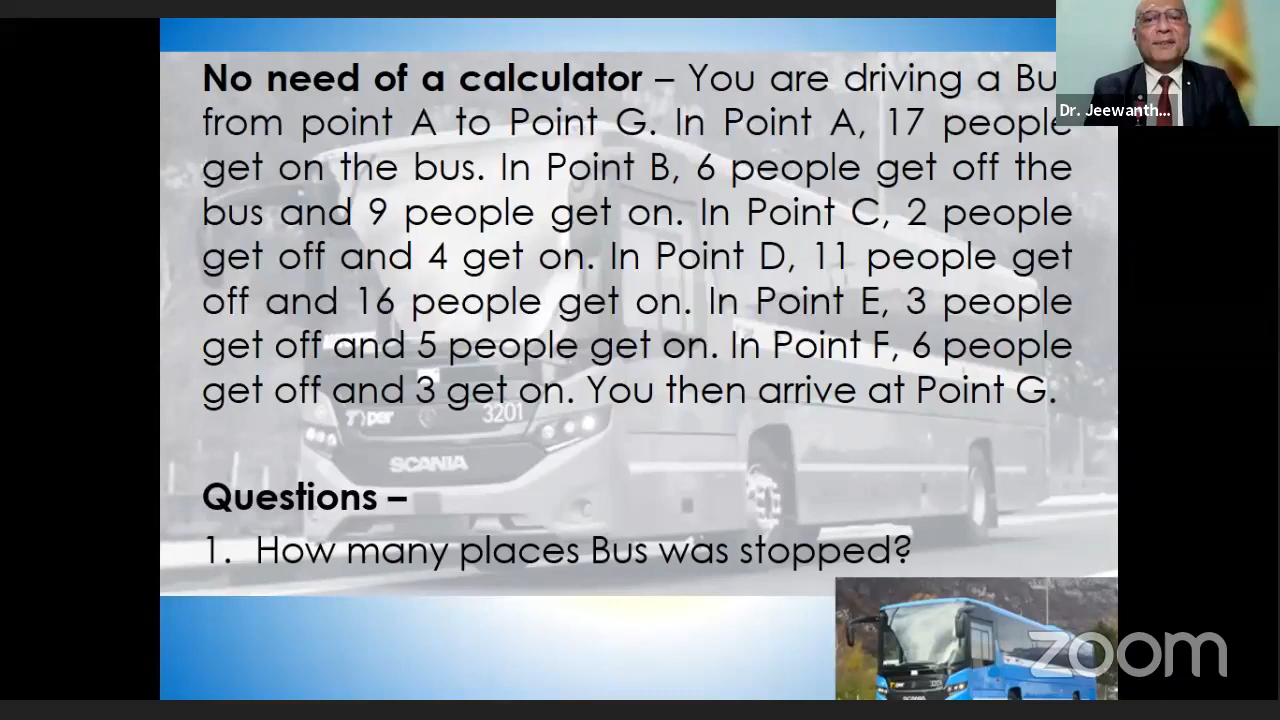 No need of a calculator – You are driving a Bu
from point A to Point G. In Point A, 17 people
get on the bus. In Point B, 6 people get off the
bus and 9 people get on. In Point C, 2 people
get off and 4 get on. In Point D, 11 people get
off and 16 people get on. In Point E, 3 people
get off and 5 people get on. In Point F, 6 people
get off and 3 get on. You then arrive at Point G.
Dr. Jeewanth...
3201
SCANIA
Questions –
1. How many places Bus was stopped?
SCANIA
zoom